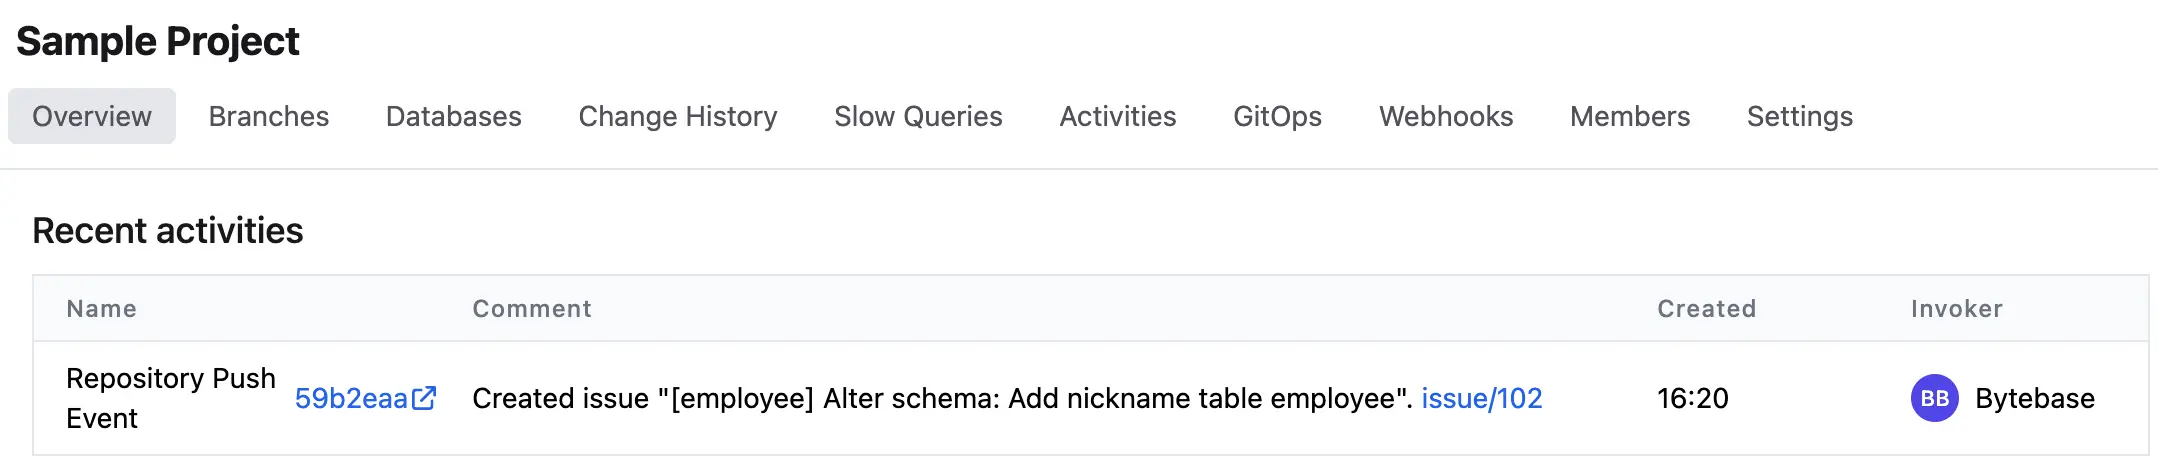 Sample Project
Overview Branches Databases Change History Slow Queries Activities GitOps Webhooks Members Settings
Recent activities
Name Comment Created Invoker
Repository Push Event 59b2eaa Created issue "[employee] Alter schema: Add nickname table employee". issue/102 16:20 BB Bytebase